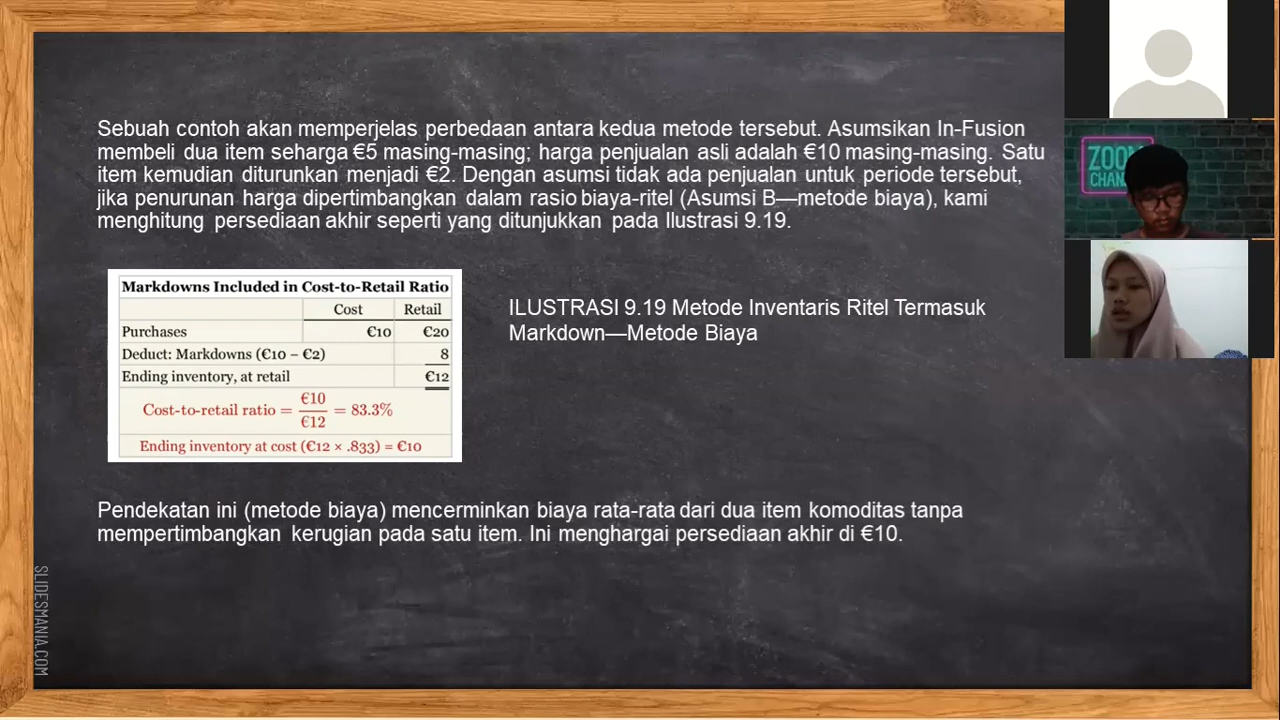 Sebuah contoh akan memperjelas perbedaan antara kedua metode tersebut. Asumsikan In-Fusion
membeli dua item seharga €5 masing-masing; harga penjualan asli adalah €10 masing-masing. Satu
item kemudian diturunkan menjadi €2. Dengan asumsi tidak ada penjualan untuk periode tersebut,
jika penurunan harga dipertimbangkan dalam rasio biaya-ritel (Asumsi B—metode biaya), kami
menghitung persediaan akhir seperti yang ditunjukkan pada Ilustrasi 9.19.
Markdowns Included in Cost-to-Retail Ratio
Cost Retail
Purchases €10 €20
Deduct: Markdowns (€10 – €2) 8
Ending inventory, at retail €12
Cost-to-retail ratio = €10 / €12 = 83.3%
Ending inventory at cost (€12 × .833) = €10
ILUSTRASI 9.19 Metode Inventaris Ritel Termasuk
Markdown—Metode Biaya
Pendekatan ini (metode biaya) mencerminkan biaya rata-rata dari dua item komoditas tanpa
mempertimbangkan kerugian pada satu item. Ini menghargai persediaan akhir di €10.
SLIDESMANIA.COM
ZOOM
CHAN